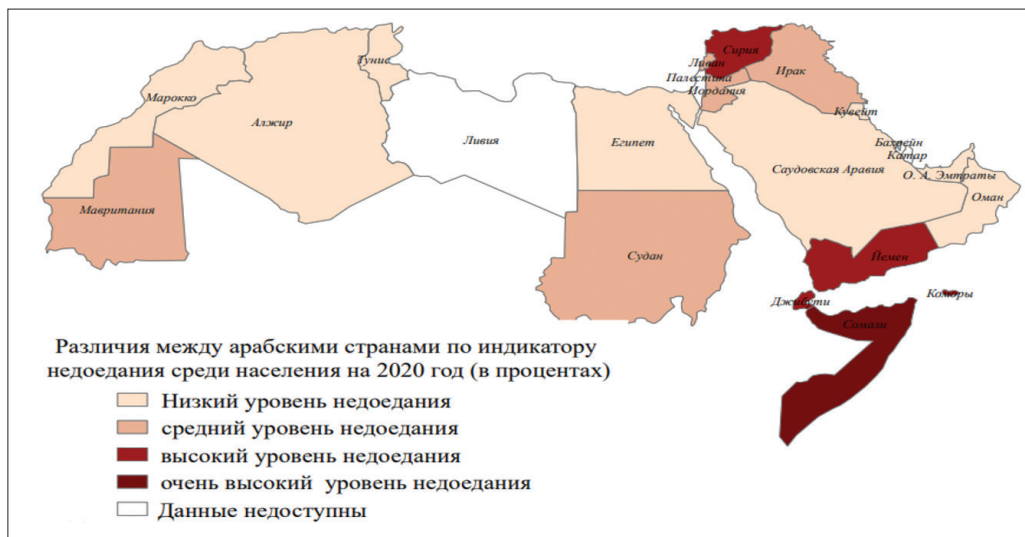 Сирия
Ливан
Тунис
Палестина
Ирак
Иордания
Марокко
Кувейт
Алжир
Ливия
Египет
Бахрейн
Катар
Саудовская Аравия
О. А. Эмтраты
Оман
Мавритания
Судан
Йемен
Джибути
Коморы
Сомали
Различия между арабскими странами по индикатору
недоедания среди населения на 2020 год (в процентах)
Низкий уровень недоедания
средний уровень недоедания
высокий уровень недоедания
очень высокий уровень недоедания
Данные недоступны